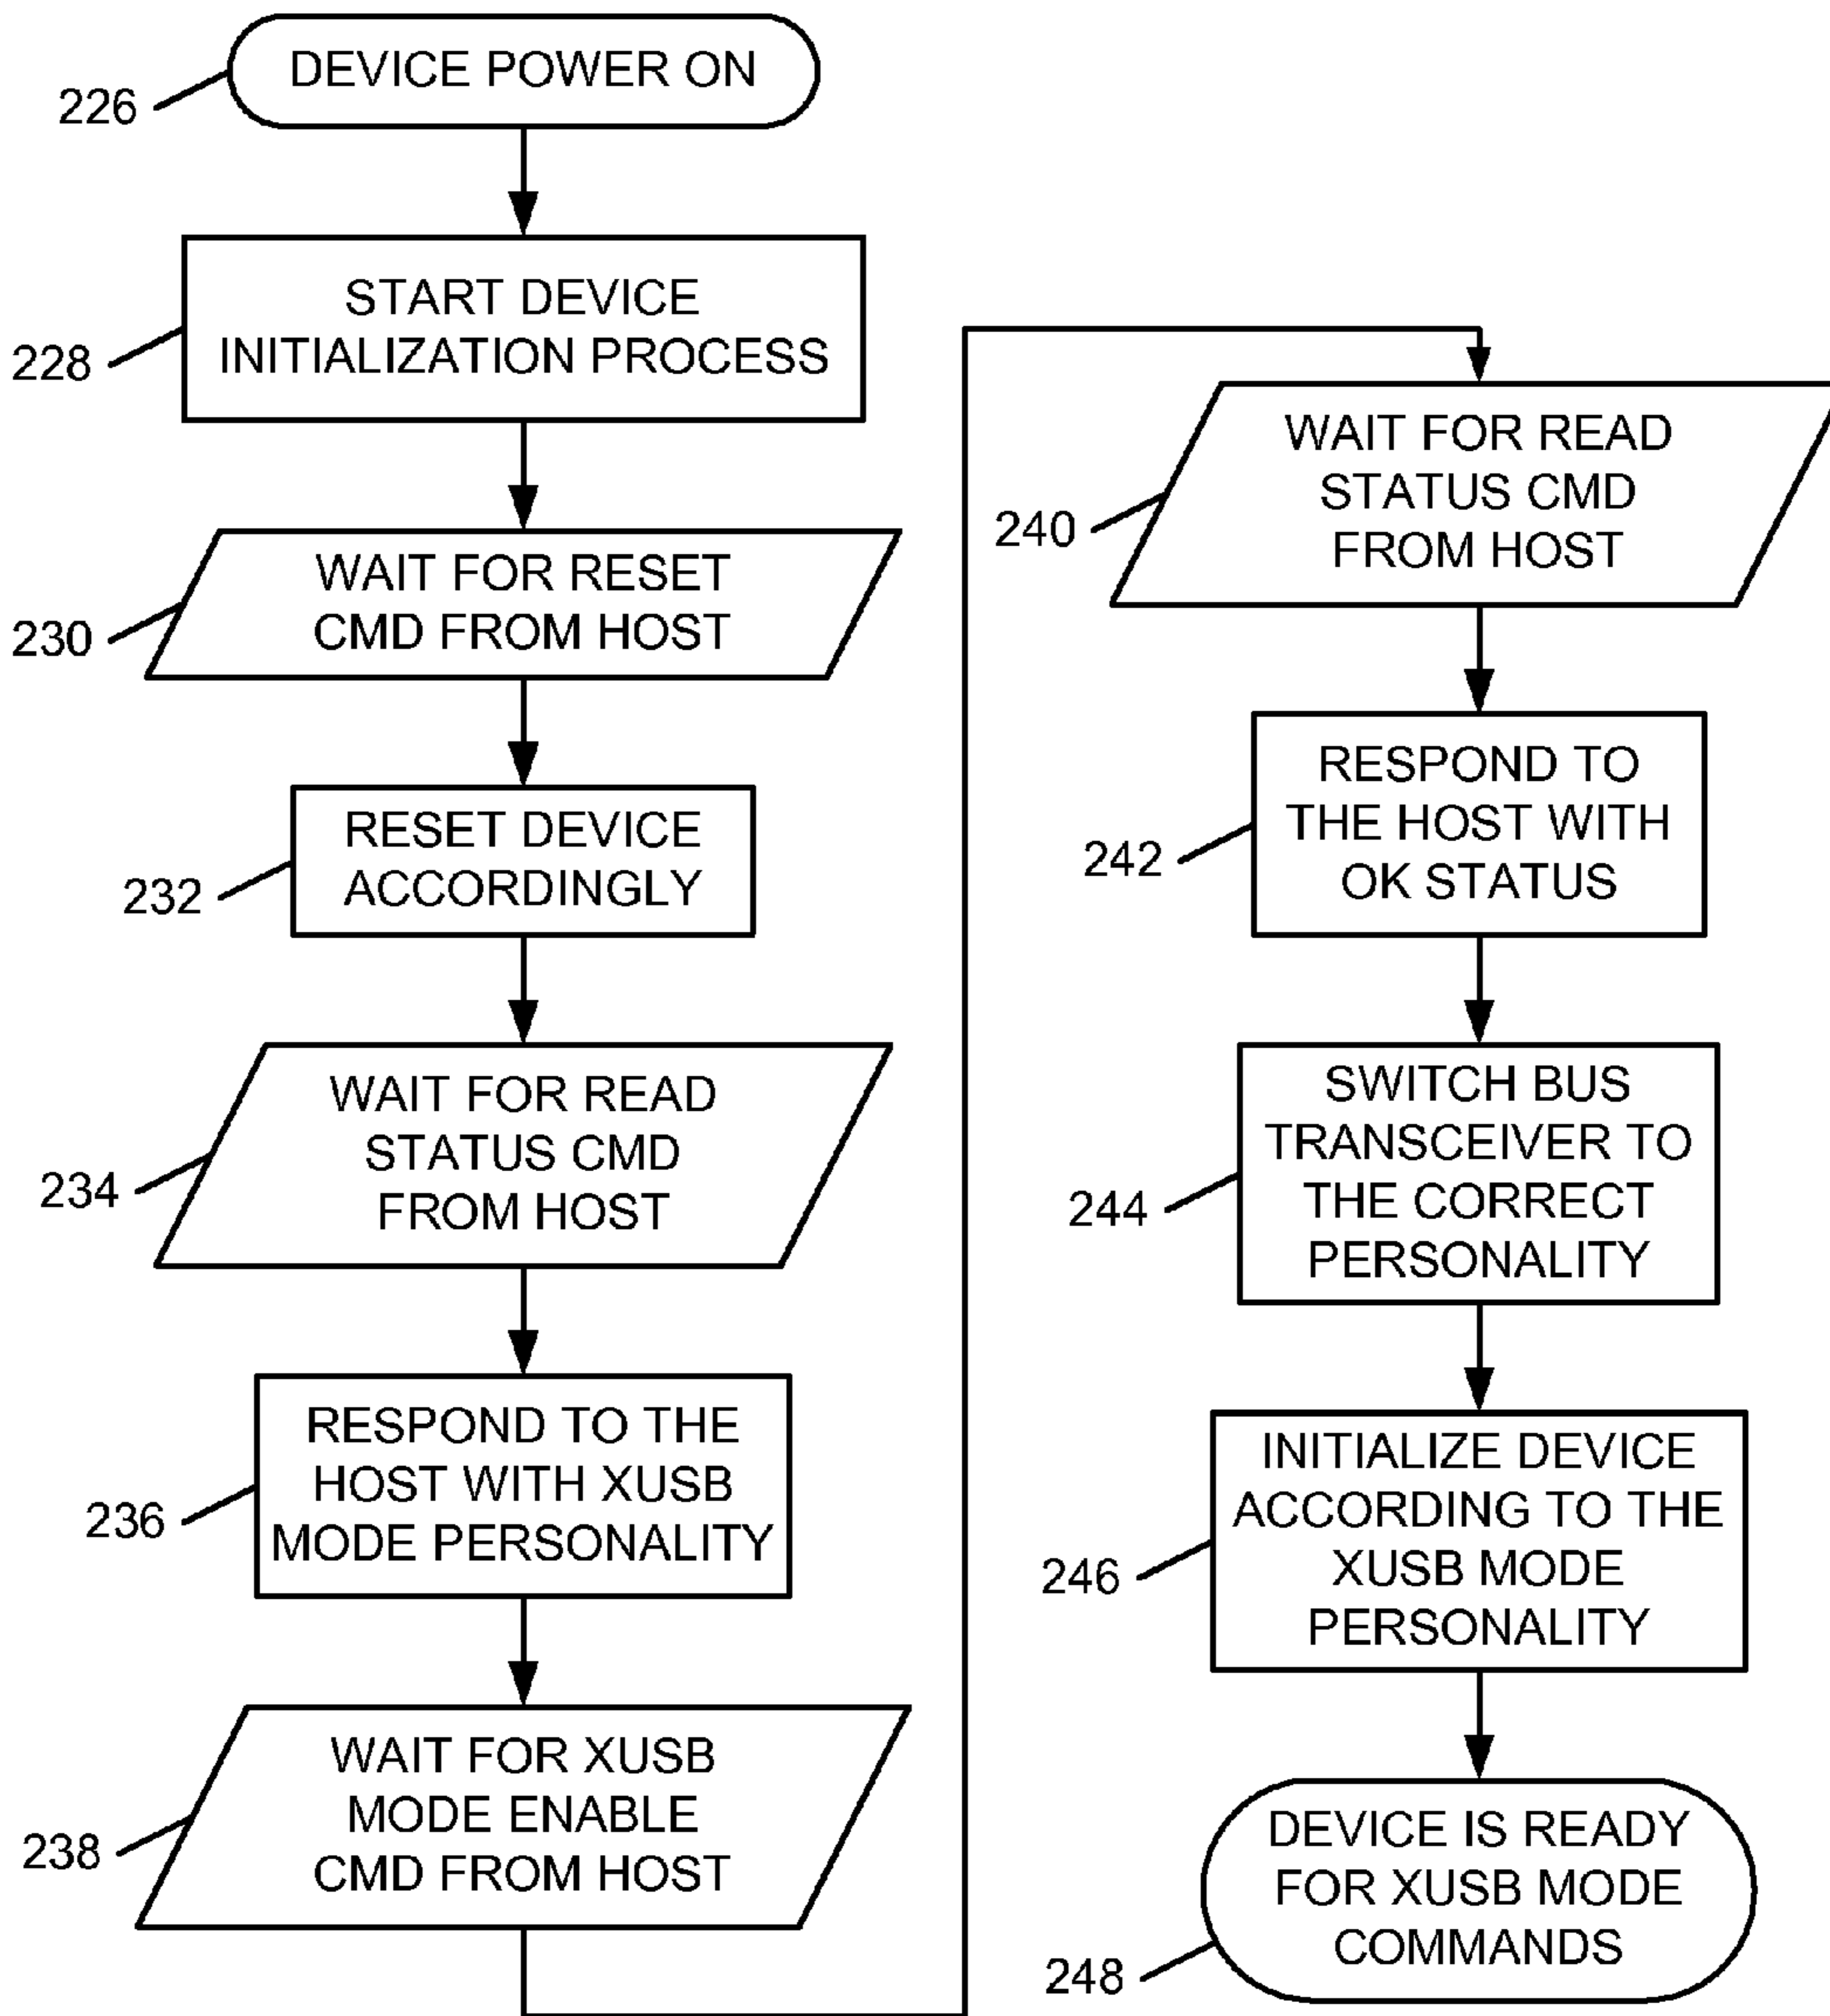 DEVICE POWER ON
226
START DEVICE
INITIALIZATION PROCESS
228
WAIT FOR RESET
CMD FROM HOST
230
RESET DEVICE
ACCORDINGLY
232
WAIT FOR READ
STATUS CMD
FROM HOST
234
RESPOND TO THE
HOST WITH XUSB
MODE PERSONALITY
236
WAIT FOR XUSB
MODE ENABLE
CMD FROM HOST
238
WAIT FOR READ
STATUS CMD
FROM HOST
240
RESPOND TO
THE HOST WITH
OK STATUS
242
SWITCH BUS
TRANSCEIVER TO
THE CORRECT
PERSONALITY
244
INITIALIZE DEVICE
ACCORDING TO THE
XUSB MODE
PERSONALITY
246
DEVICE IS READY
FOR XUSB MODE
COMMANDS
248